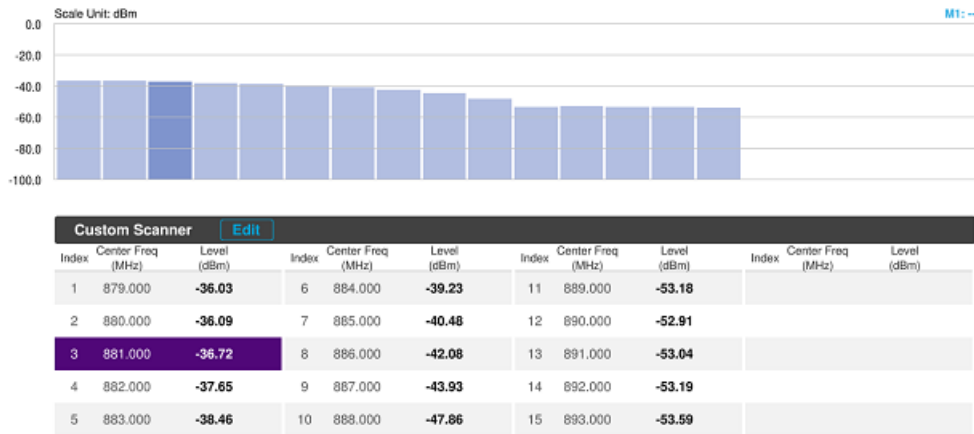 Scale Unit: dBm
M1: --
0.0
-20.0
-40.0
-60.0
-80.0
-100.0
Custom Scanner Edit
Index Center Freq (MHz) Level (dBm) Index Center Freq (MHz) Level (dBm) Index Center Freq (MHz) Level (dBm) Index Center Freq (MHz) Level (dBm)
1 879.000 -36.03 6 884.000 -39.23 11 889.000 -53.18
2 880.000 -36.09 7 885.000 -40.48 12 890.000 -52.91
3 881.000 -36.72 8 886.000 -42.08 13 891.000 -53.04
4 882.000 -37.65 9 887.000 -43.93 14 892.000 -53.19
5 883.000 -38.46 10 888.000 -47.86 15 893.000 -53.59